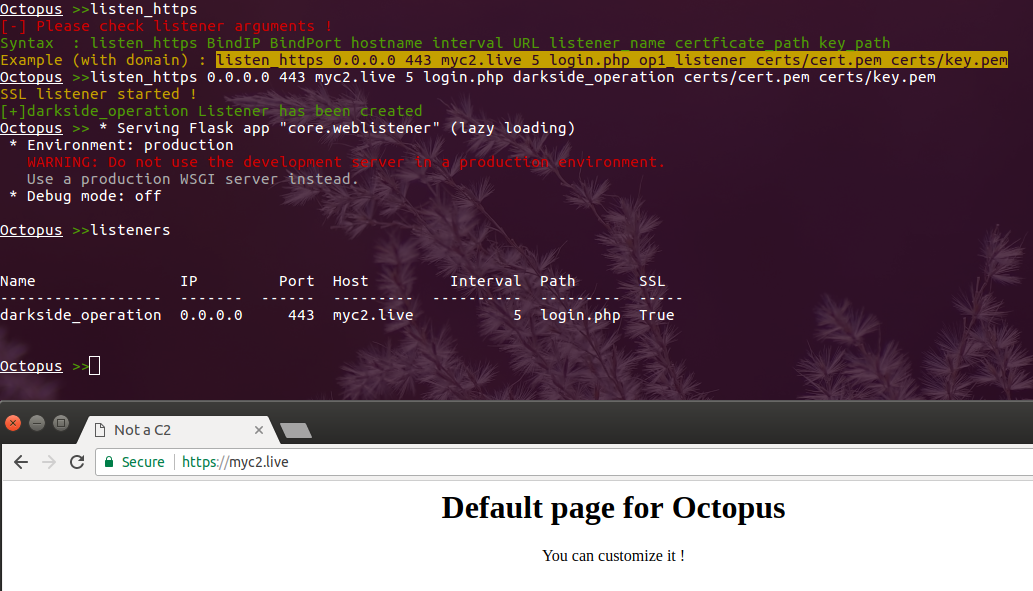 Octopus >>listen_https
[-] Please check listener arguments !
Syntax  : listen_https BindIP BindPort hostname interval URL listener_name certficate_path key_path
Example (with domain) : listen_https 0.0.0.0 443 myc2.live 5 login.php op1_listener certs/cert.pem certs/key.pem
Octopus >>listen_https 0.0.0.0 443 myc2.live 5 login.php darkside_operation certs/cert.pem certs/key.pem
SSL listener started !
[+]darkside_operation Listener has been created
Octopus >> * Serving Flask app "core.weblistener" (lazy loading)
 * Environment: production
   WARNING: Do not use the development server in a production environment.
   Use a production WSGI server instead.
 * Debug mode: off
Octopus >>listeners
Name                IP         Port  Host             Interval  Path       SSL
------------------  -------  ------  ---------  ----------  ---------  -----
darkside_operation  0.0.0.0     443  myc2.live           5  login.php  True
Octopus >>
Not a C2
Secure | https://myc2.live
Default page for Octopus
You can customize it !